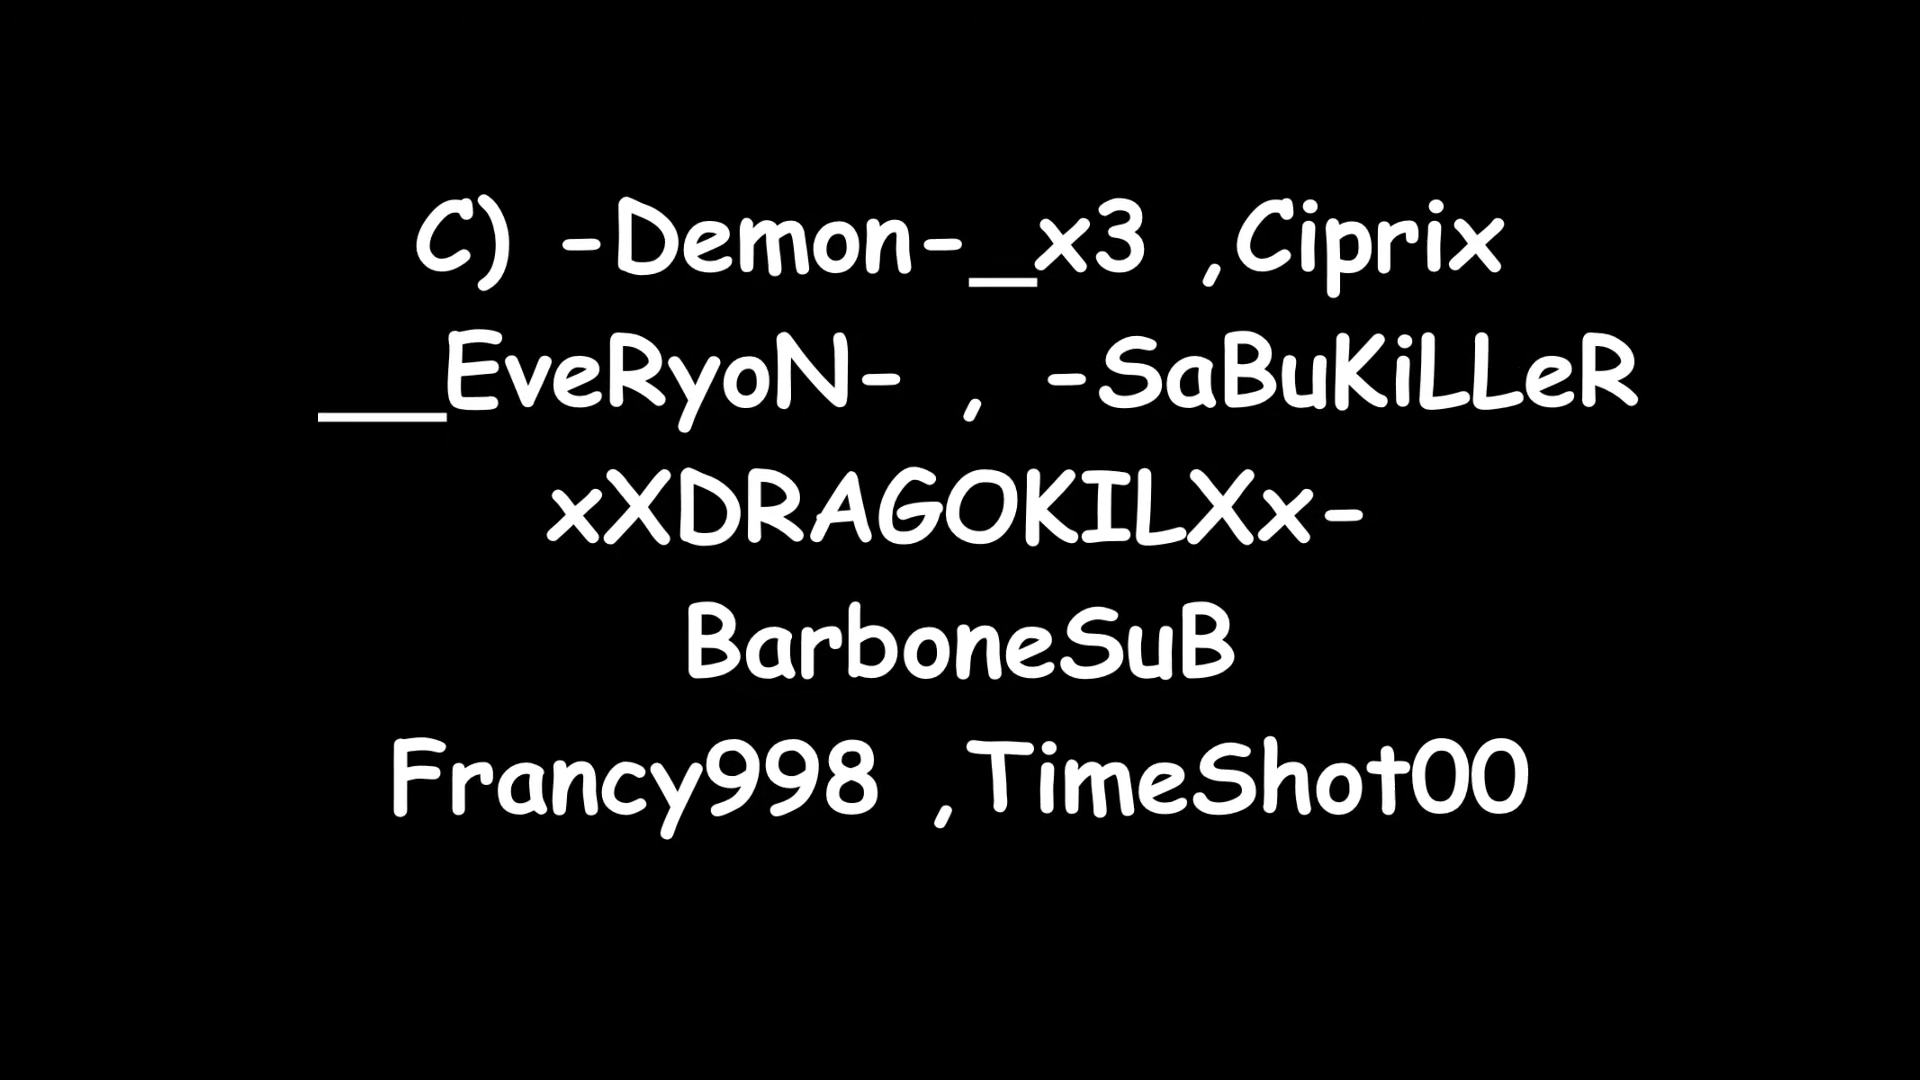 C) -Demon-_x3 ,Ciprix
__EveRyoN- , -SaBuKiLLeR
xXDRAGOKILXx-
BarboneSuB
Francy998 ,TimeShot00